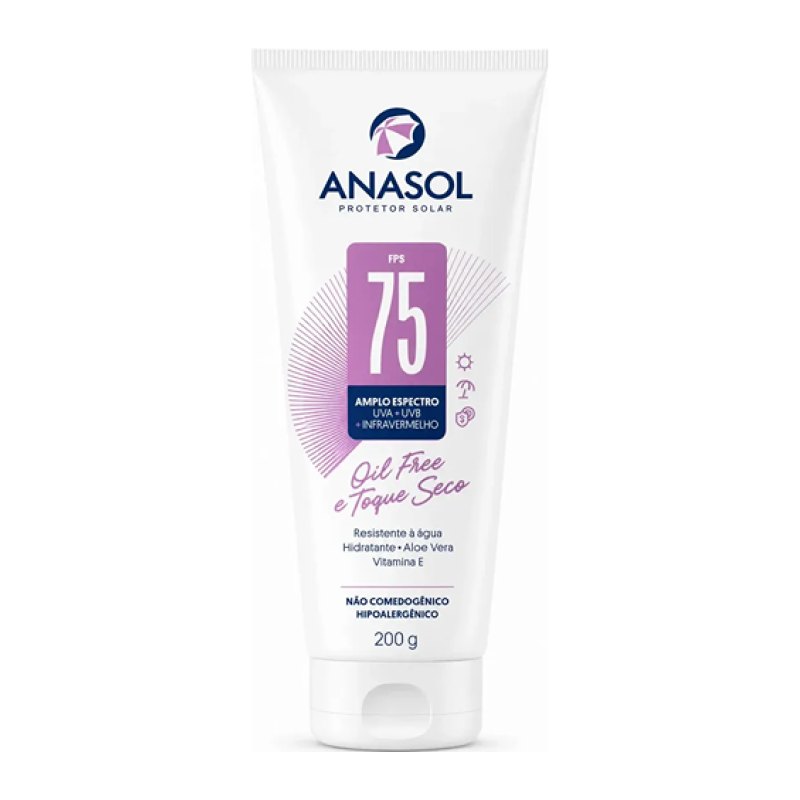 ANASOL
PROTETOR SOLAR
FPS
75
AMPLO ESPECTRO
UVA + UVB
+ INFRAVERMELHO
Oil Free
e Toque Seco
Resistente à água
Hidratante • Aloe Vera
Vitamina E
NÃO COMEDOGÊNICO
HIPOALERGÊNICO
200 g